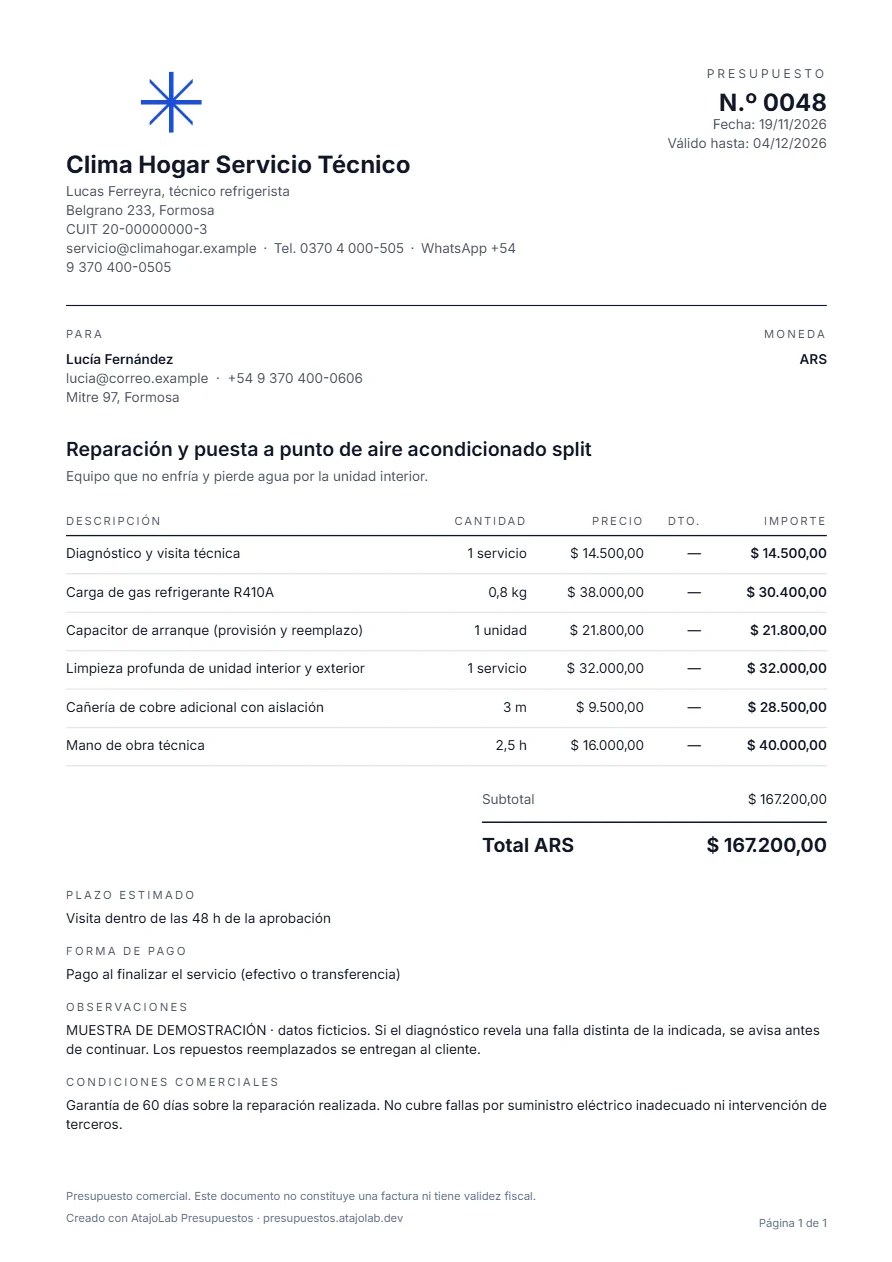 PRESUPUESTO
N.º 0048
Fecha: 19/11/2026
Válido hasta: 04/12/2026
Clima Hogar Servicio Técnico
Lucas Ferreyra, técnico refrigerista
Belgrano 233, Formosa
CUIT 20-00000000-3
servicio@climahogar.example · Tel. 0370 4 000-505 · WhatsApp +54
9 370 400-0505
PARA
MONEDA
Lucía Fernández
ARS
lucia@correo.example · +54 9 370 400-0606
Mitre 97, Formosa
Reparación y puesta a punto de aire acondicionado split
Equipo que no enfría y pierde agua por la unidad interior.
DESCRIPCIÓN CANTIDAD PRECIO DTO. IMPORTE
Diagnóstico y visita técnica 1 servicio $ 14.500,00 — $ 14.500,00
Carga de gas refrigerante R410A 0,8 kg $ 38.000,00 — $ 30.400,00
Capacitor de arranque (provisión y reemplazo) 1 unidad $ 21.800,00 — $ 21.800,00
Limpieza profunda de unidad interior y exterior 1 servicio $ 32.000,00 — $ 32.000,00
Cañería de cobre adicional con aislación 3 m $ 9.500,00 — $ 28.500,00
Mano de obra técnica 2,5 h $ 16.000,00 — $ 40.000,00
Subtotal $ 167.200,00
Total ARS $ 167.200,00
PLAZO ESTIMADO
Visita dentro de las 48 h de la aprobación
FORMA DE PAGO
Pago al finalizar el servicio (efectivo o transferencia)
OBSERVACIONES
MUESTRA DE DEMOSTRACIÓN · datos ficticios. Si el diagnóstico revela una falla distinta de la indicada, se avisa antes
de continuar. Los repuestos reemplazados se entregan al cliente.
CONDICIONES COMERCIALES
Garantía de 60 días sobre la reparación realizada. No cubre fallas por suministro eléctrico inadecuado ni intervención de
terceros.
Presupuesto comercial. Este documento no constituye una factura ni tiene validez fiscal.
Creado con AtajoLab Presupuestos · presupuestos.atajolab.dev
Página 1 de 1